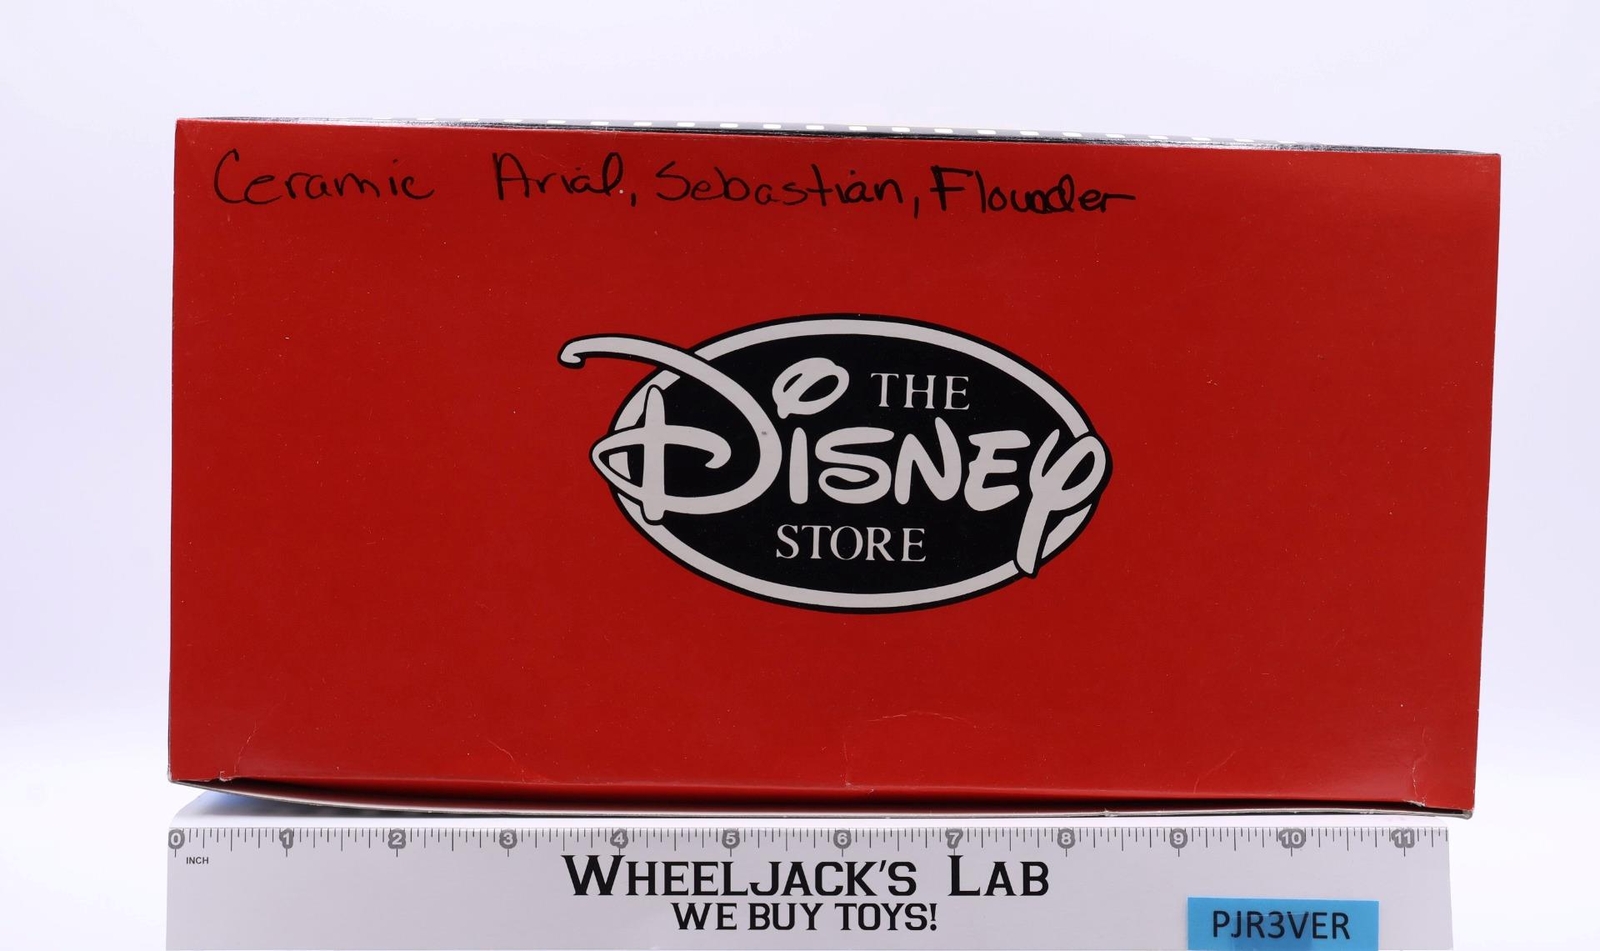 Ceramic Arial, Sebastian, Flounder
THE
DISNEY
STORE
0 1 2 3 4 5 6 7 8 9 10 11
INCH
WHEELJACK'S LAB
WE BUY TOYS!
PJR3VER